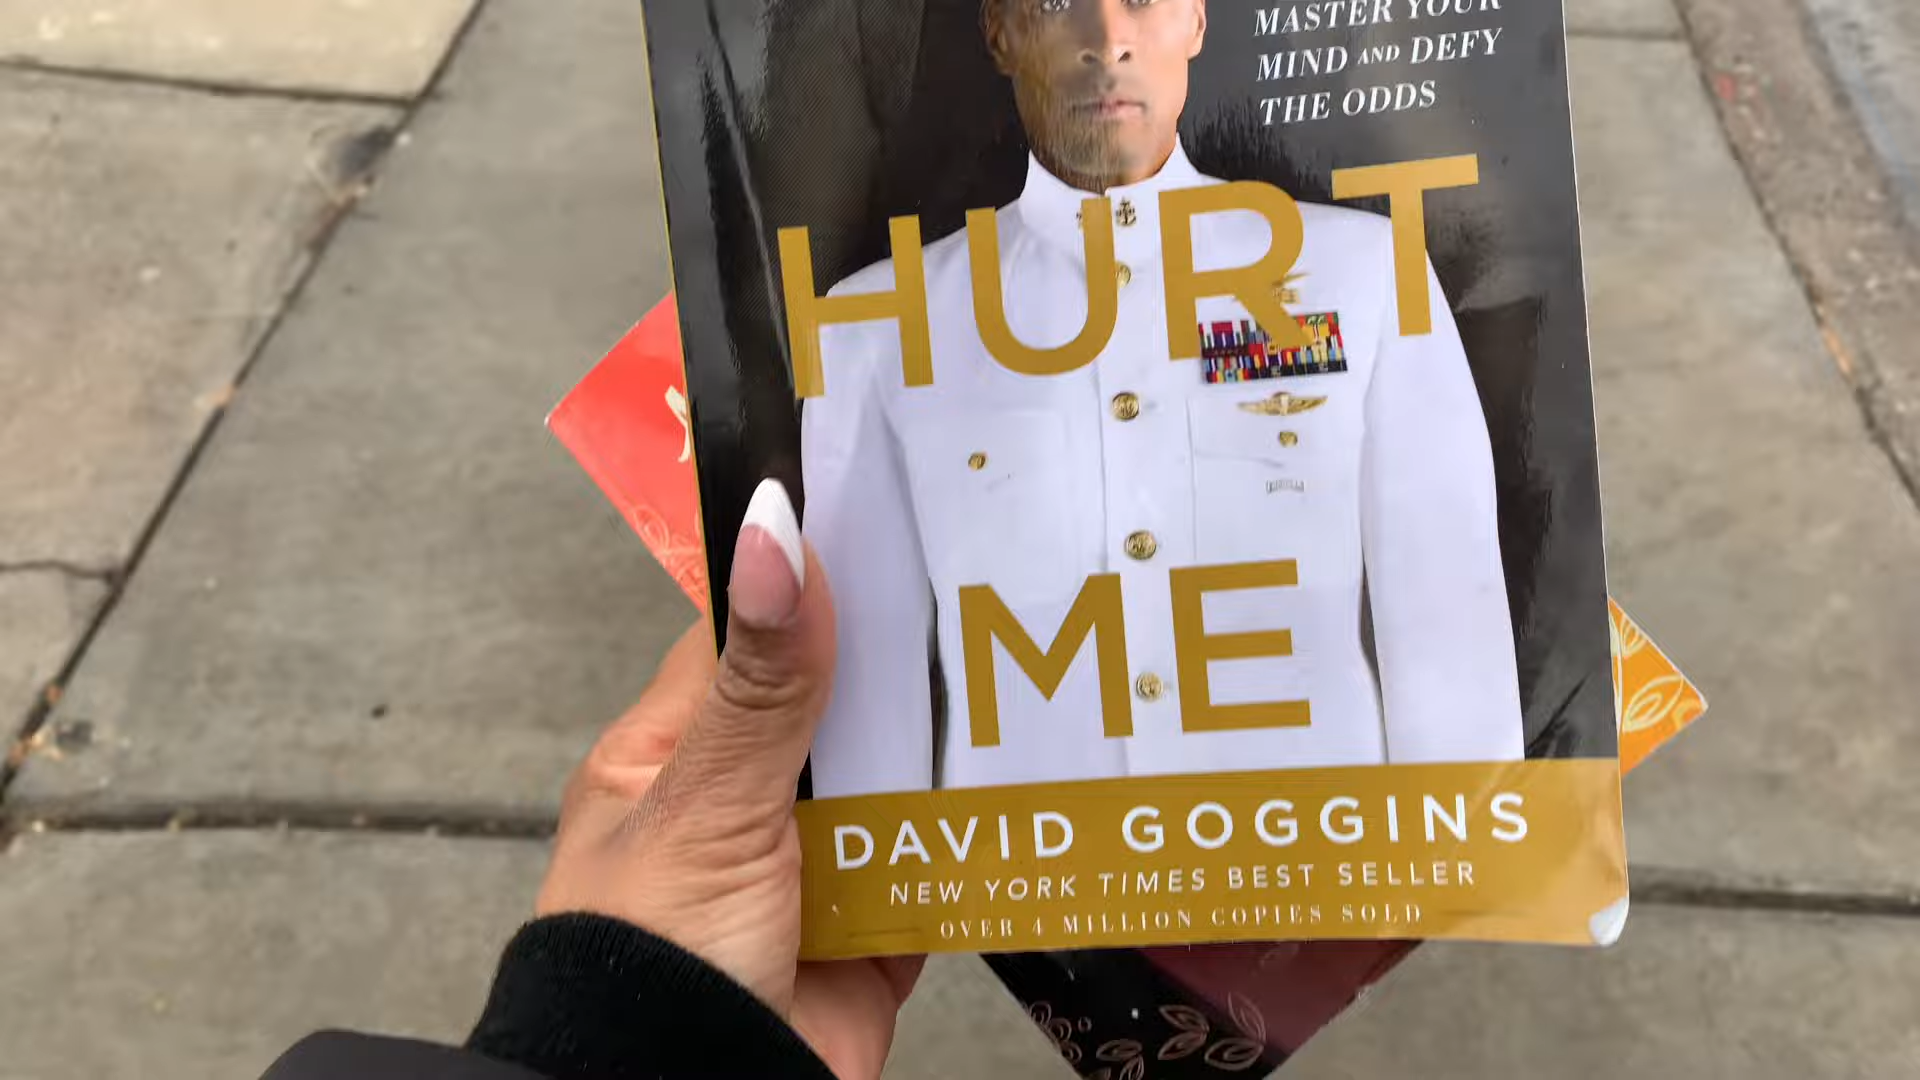 MASTER YOUR
MIND AND DEFY
THE ODDS
HURT
ME
DAVID GOGGINS
NEW YORK TIMES BEST SELLER
OVER 4 MILLION COPIES SOLD